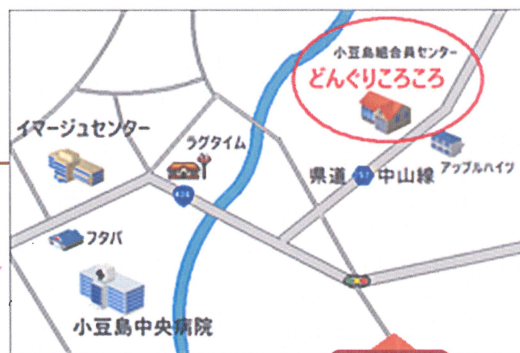 小豆島組合員センター
どんぐりころころ
イマージュセンター
ラグタイム
県道 中山線
アップルハイツ
436
フタバ
小豆島中央病院